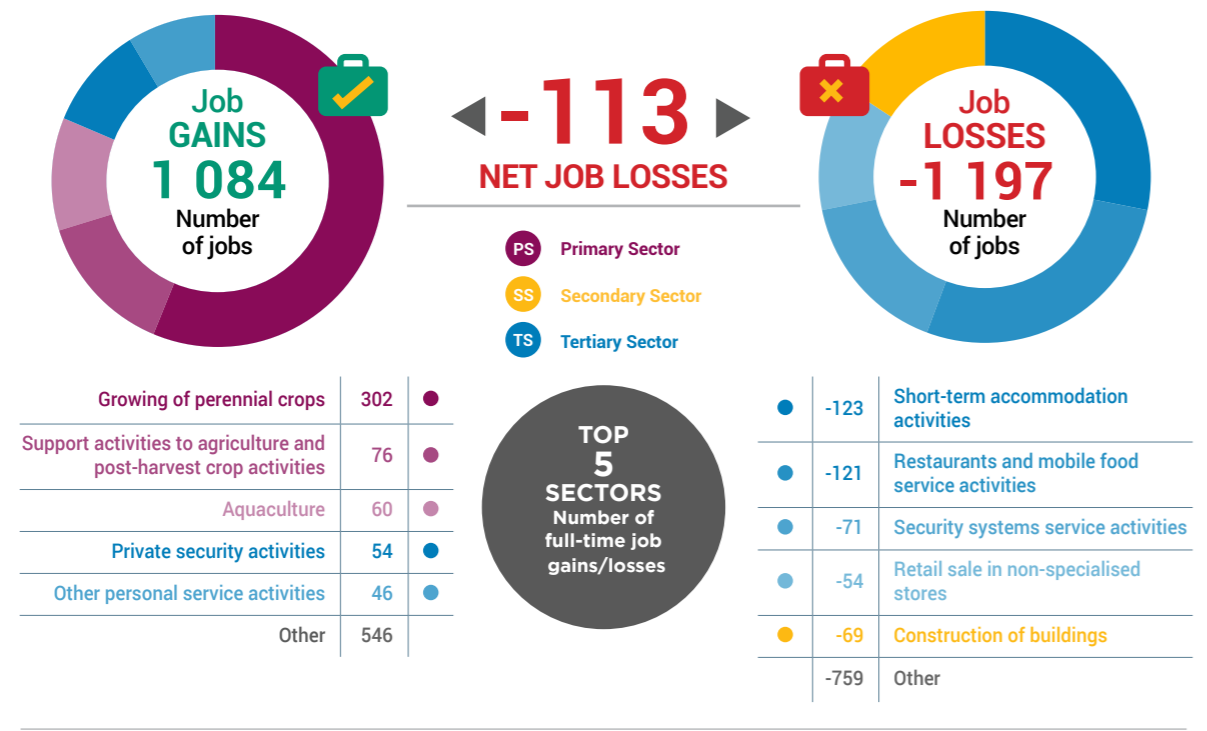 Job
GAINS
1 084
Number
of jobs
-113
NET JOB LOSSES
Job
LOSSES
-1 197
Number
of jobs
PS Primary Sector
SS Secondary Sector
TS Tertiary Sector
Growing of perennial crops 302
Support activities to agriculture and
post-harvest crop activities 76
Aquaculture 60
Private security activities 54
Other personal service activities 46
Other 546
TOP
5
SECTORS
Number of
full-time job
gains/losses
-123 Short-term accommodation
activities
-121 Restaurants and mobile food
service activities
-71 Security systems service activities
-54 Retail sale in non-specialised
stores
-69 Construction of buildings
-759 Other